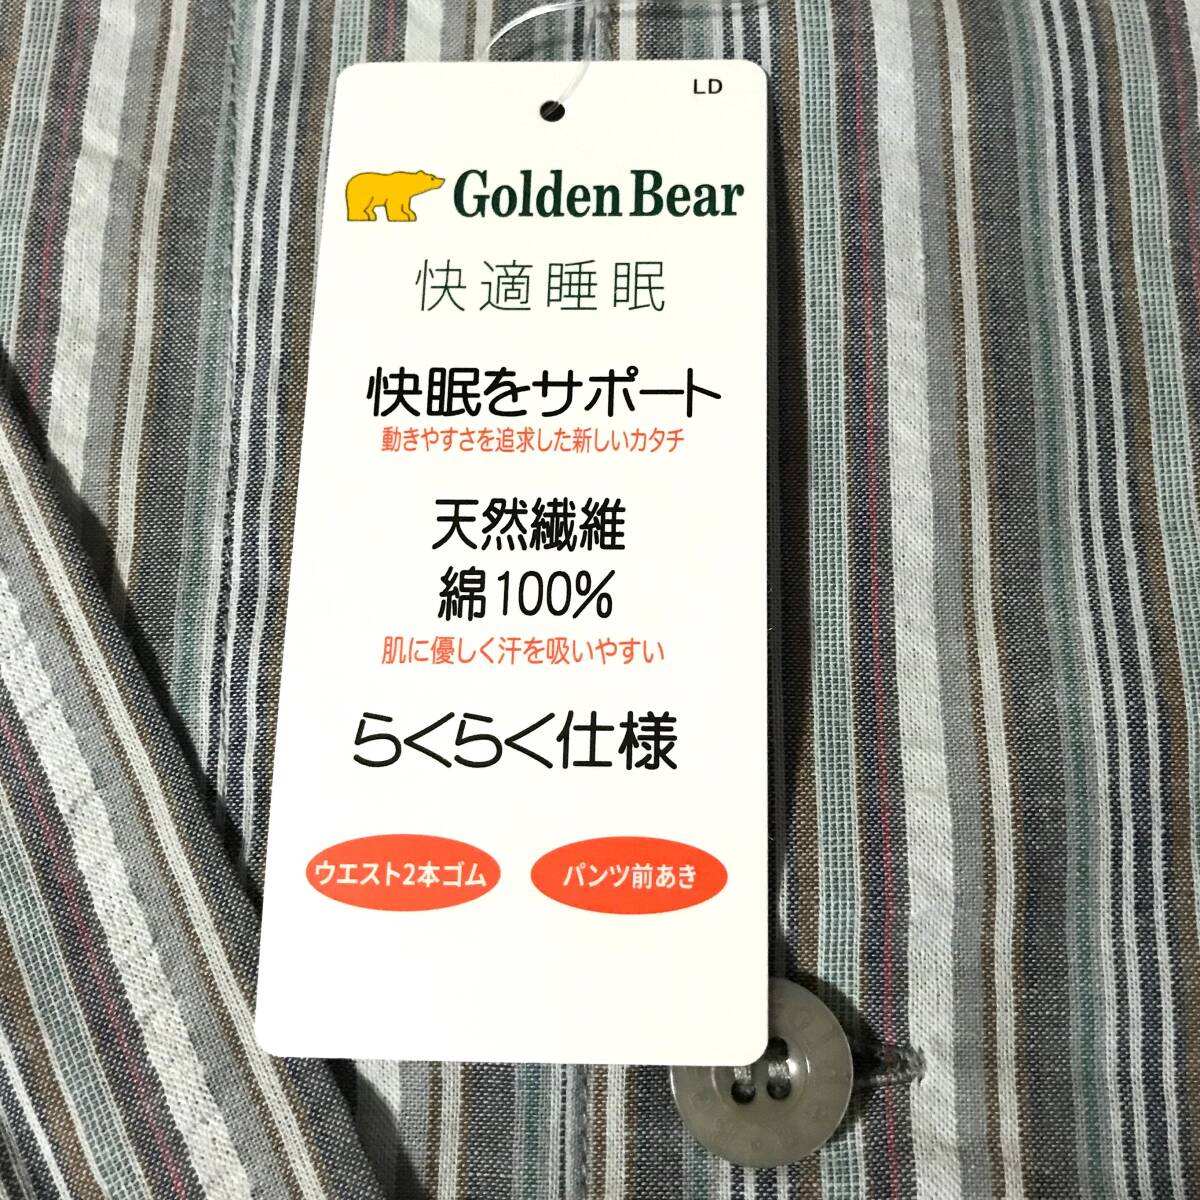 LD
Golden Bear
快適睡眠
快眠をサポート
動きやすさを追求した新しいカタチ
天然繊維
綿100%
肌に優しく汗を吸いやすい
らくらく仕様
ウエスト2本ゴム
パンツ前あき